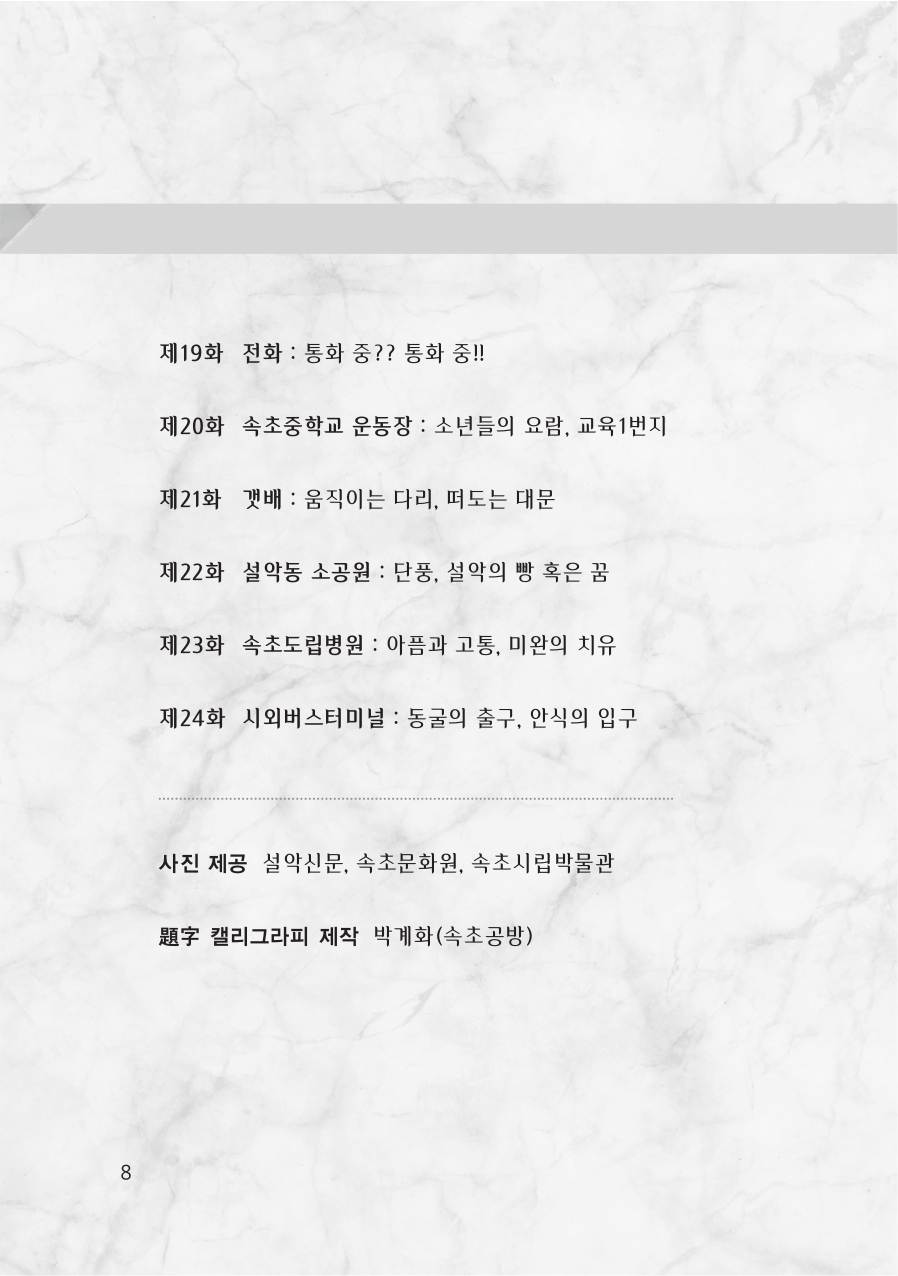 제19화 전화 : 통화 중?? 통화 중!!
제20화 속초중학교 운동장 : 소년들의 요람, 교육1번지
제21화 갯배 : 움직이는 다리, 떠도는 대문
제22화 설악동 소공원 : 단풍, 설악의 빵 혹은 꿈
제23화 속초도립병원 : 아픔과 고통, 미완의 치유
제24화 시외버스터미널 : 동굴의 출구, 안식의 입구
사진 제공 설악신문, 속초문화원, 속초시립박물관
題字 캘리그라피 제작 박계화(속초공방)
8